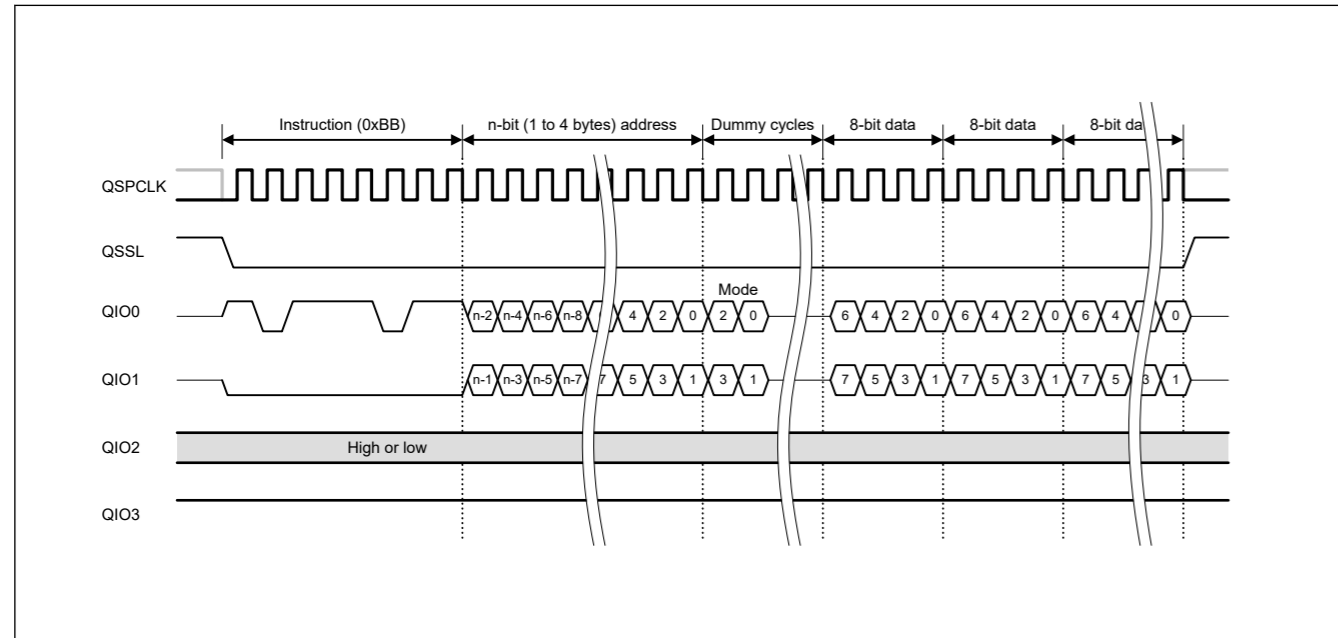 Instruction (0xBB) n-bit (1 to 4 bytes) address Dummy cycles 8-bit data 8-bit data 8-bit da
QSPCLK
QSSL
Mode
QIO0 n-2 n-4 n-6 n-8 4 2 0 2 0 6 4 2 0 6 4 2 0 6 4 0
QIO1 n-1 n-3 n-5 n-7 7 5 3 1 3 1 7 5 3 1 7 5 3 1 7 5 3 1
QIO2 High or low
QIO3